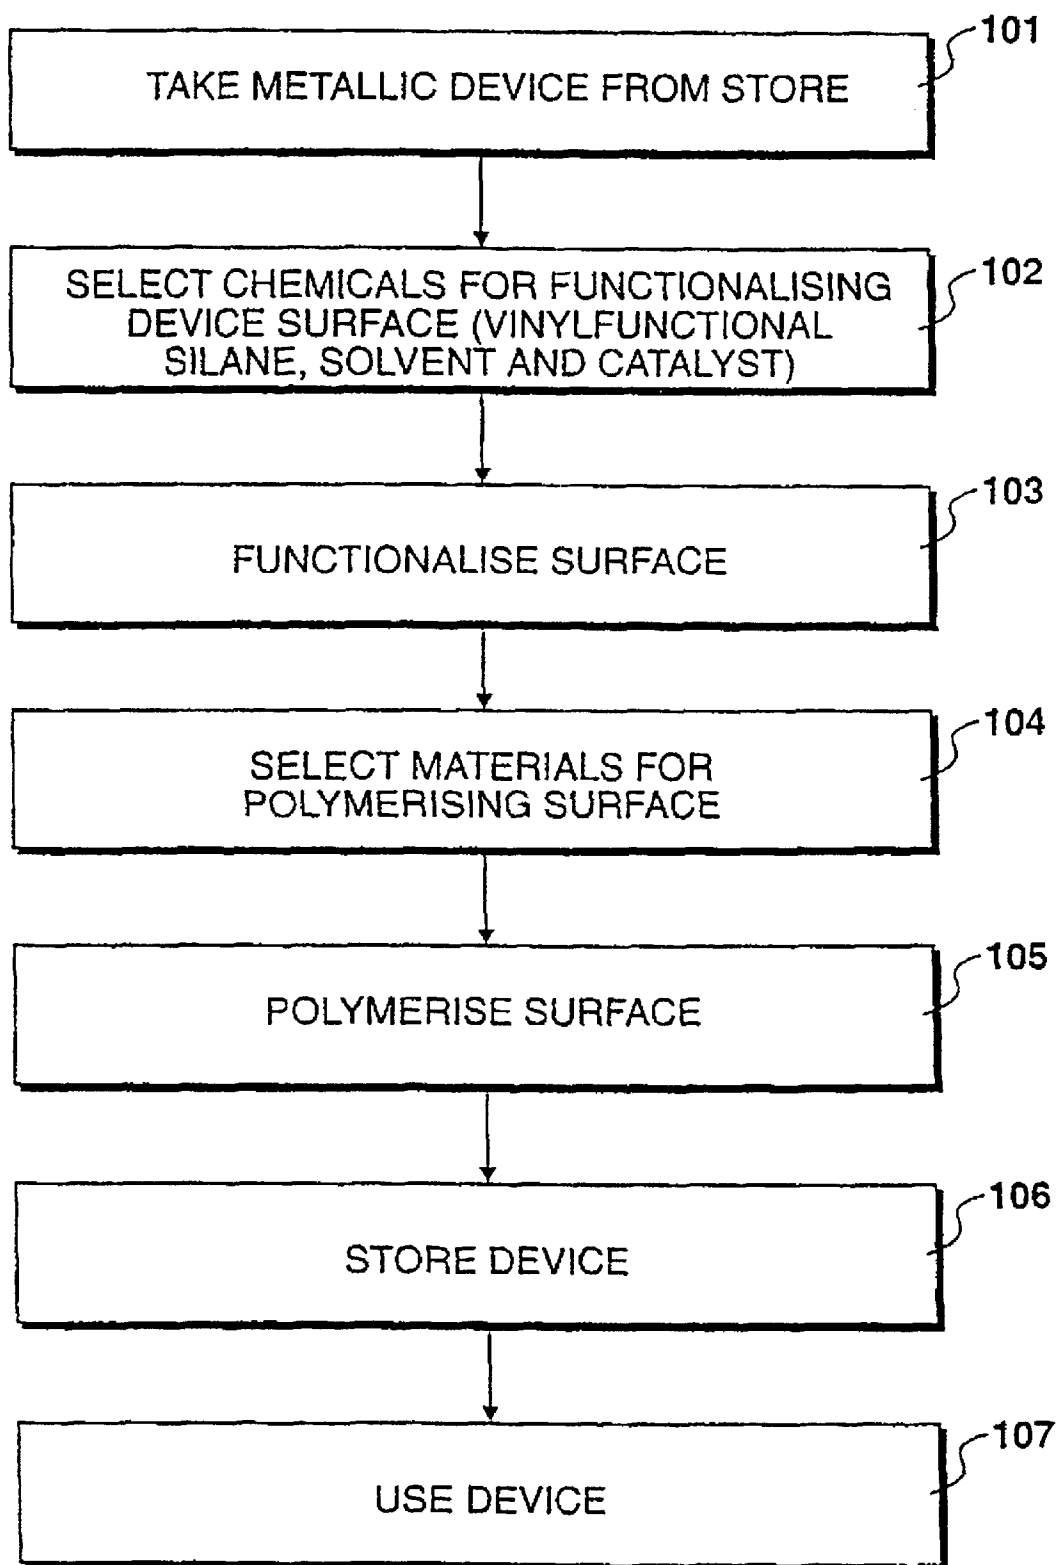 101
TAKE METALLIC DEVICE FROM STORE
102
SELECT CHEMICALS FOR FUNCTIONALISING
DEVICE SURFACE (VINYLFUNCTIONAL
SILANE, SOLVENT AND CATALYST)
103
FUNCTIONALISE SURFACE
104
SELECT MATERIALS FOR
POLYMERISING SURFACE
105
POLYMERISE SURFACE
106
STORE DEVICE
107
USE DEVICE